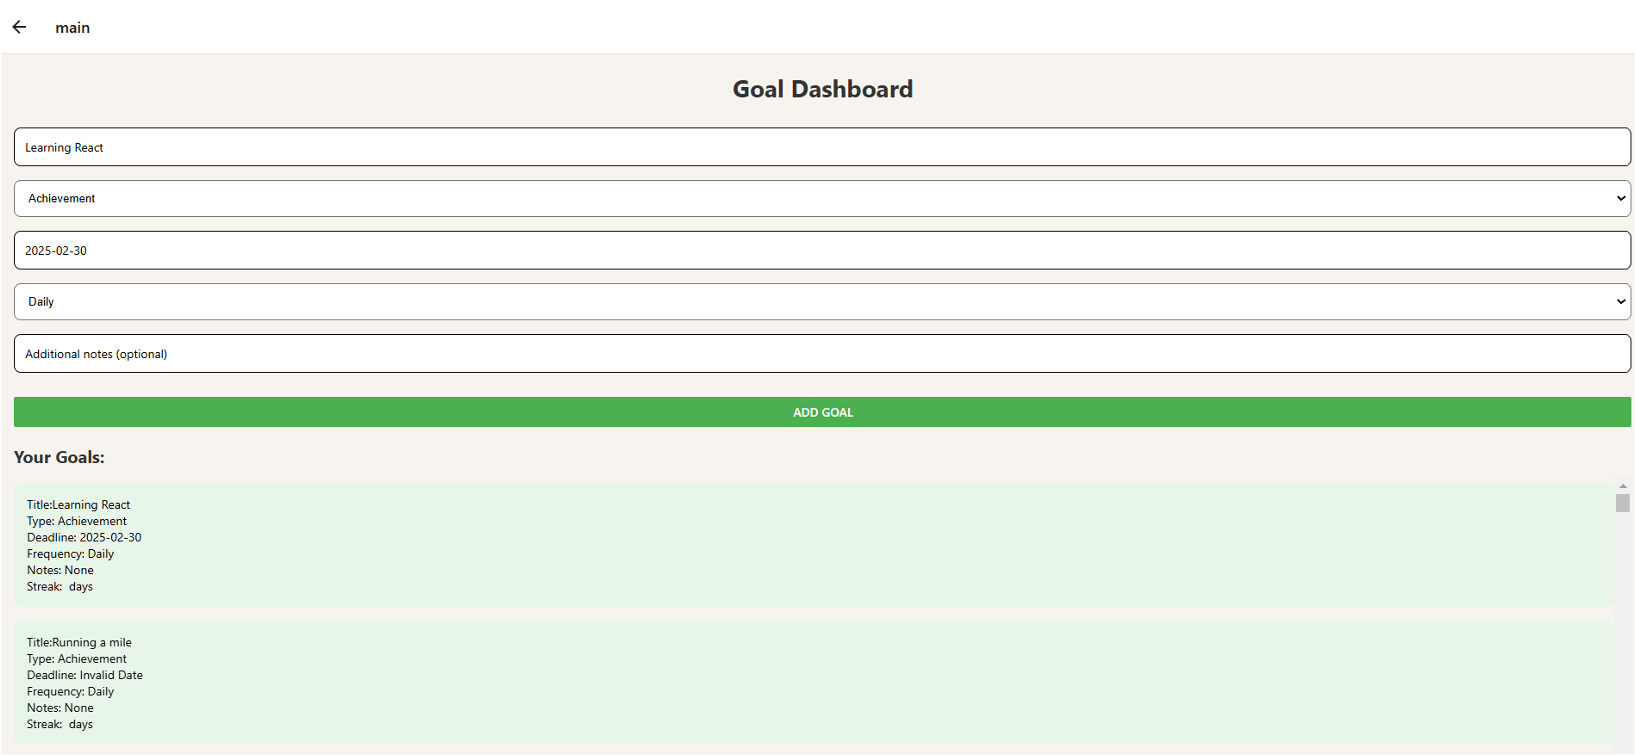 main
Goal Dashboard
Learning React
Achievement
2025-02-30
Daily
Additional notes (optional)
ADD GOAL
Your Goals:
Title:Learning React
Type: Achievement
Deadline: 2025-02-30
Frequency: Daily
Notes: None
Streak:  days
Title:Running a mile
Type: Achievement
Deadline: Invalid Date
Frequency: Daily
Notes: None
Streak:  days